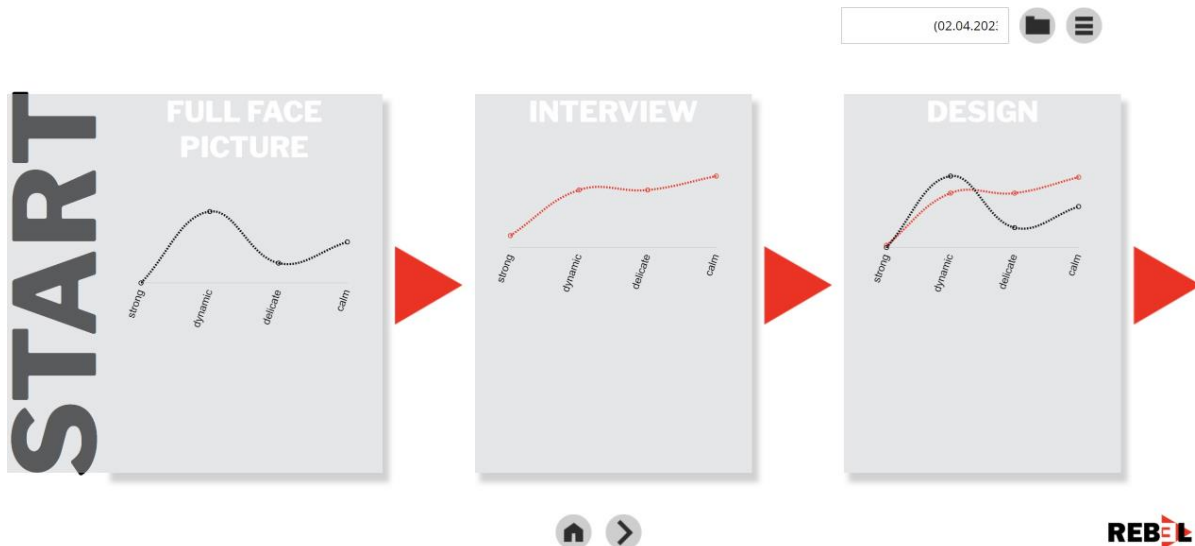 (02.04.202
START
FULL FACE
PICTURE
strong
dynamic
delicate
calm
INTERVIEW
strong
dynamic
delicate
calm
DESIGN
strong
dynamic
delicate
calm
REBEL